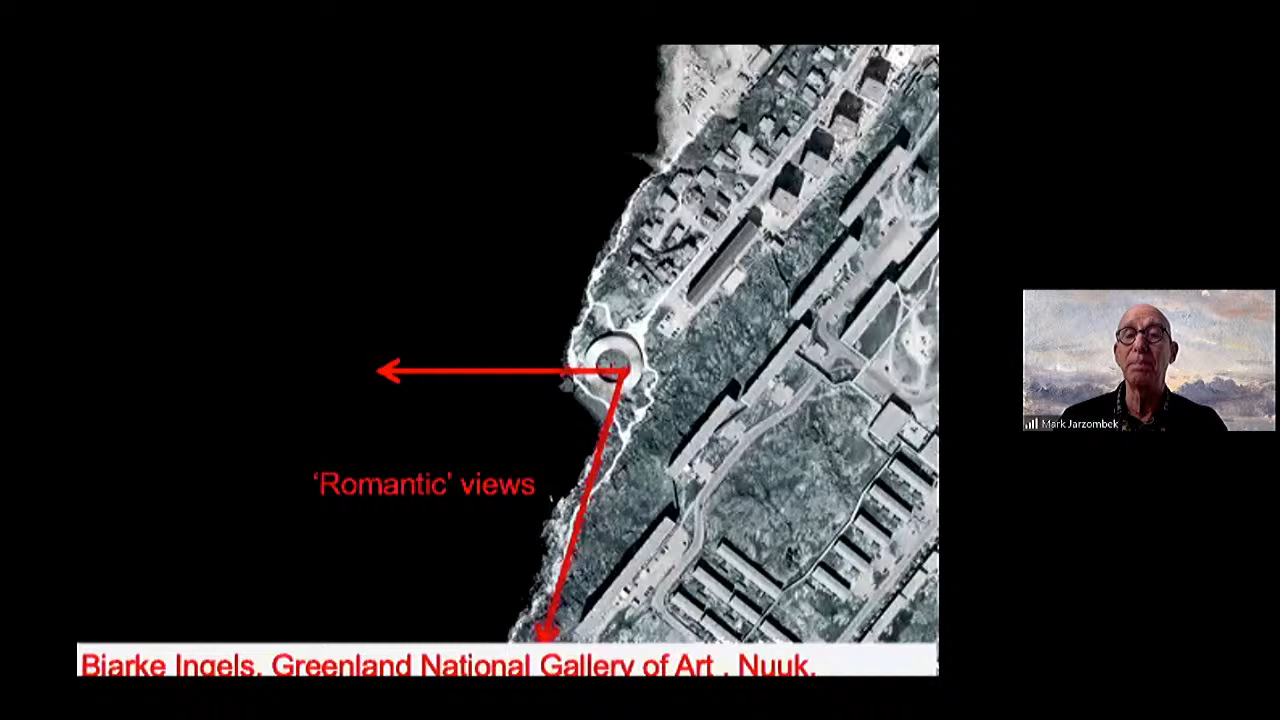 'Romantic' views
Bjarke Ingels, Greenland National Gallery of Art , Nuuk,
Mark Jarzombek